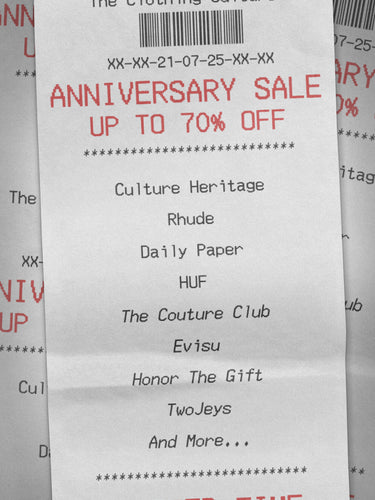 The Clothing Culture
XX-XX-21-07-25-XX-XX
ANNIVERSARY SALE
UP TO 70% OFF
***************************
Culture Heritage
Rhude
Daily Paper
HUF
The Couture Club
Evisu
Honor The Gift
TwoJeys
And More...
***************************